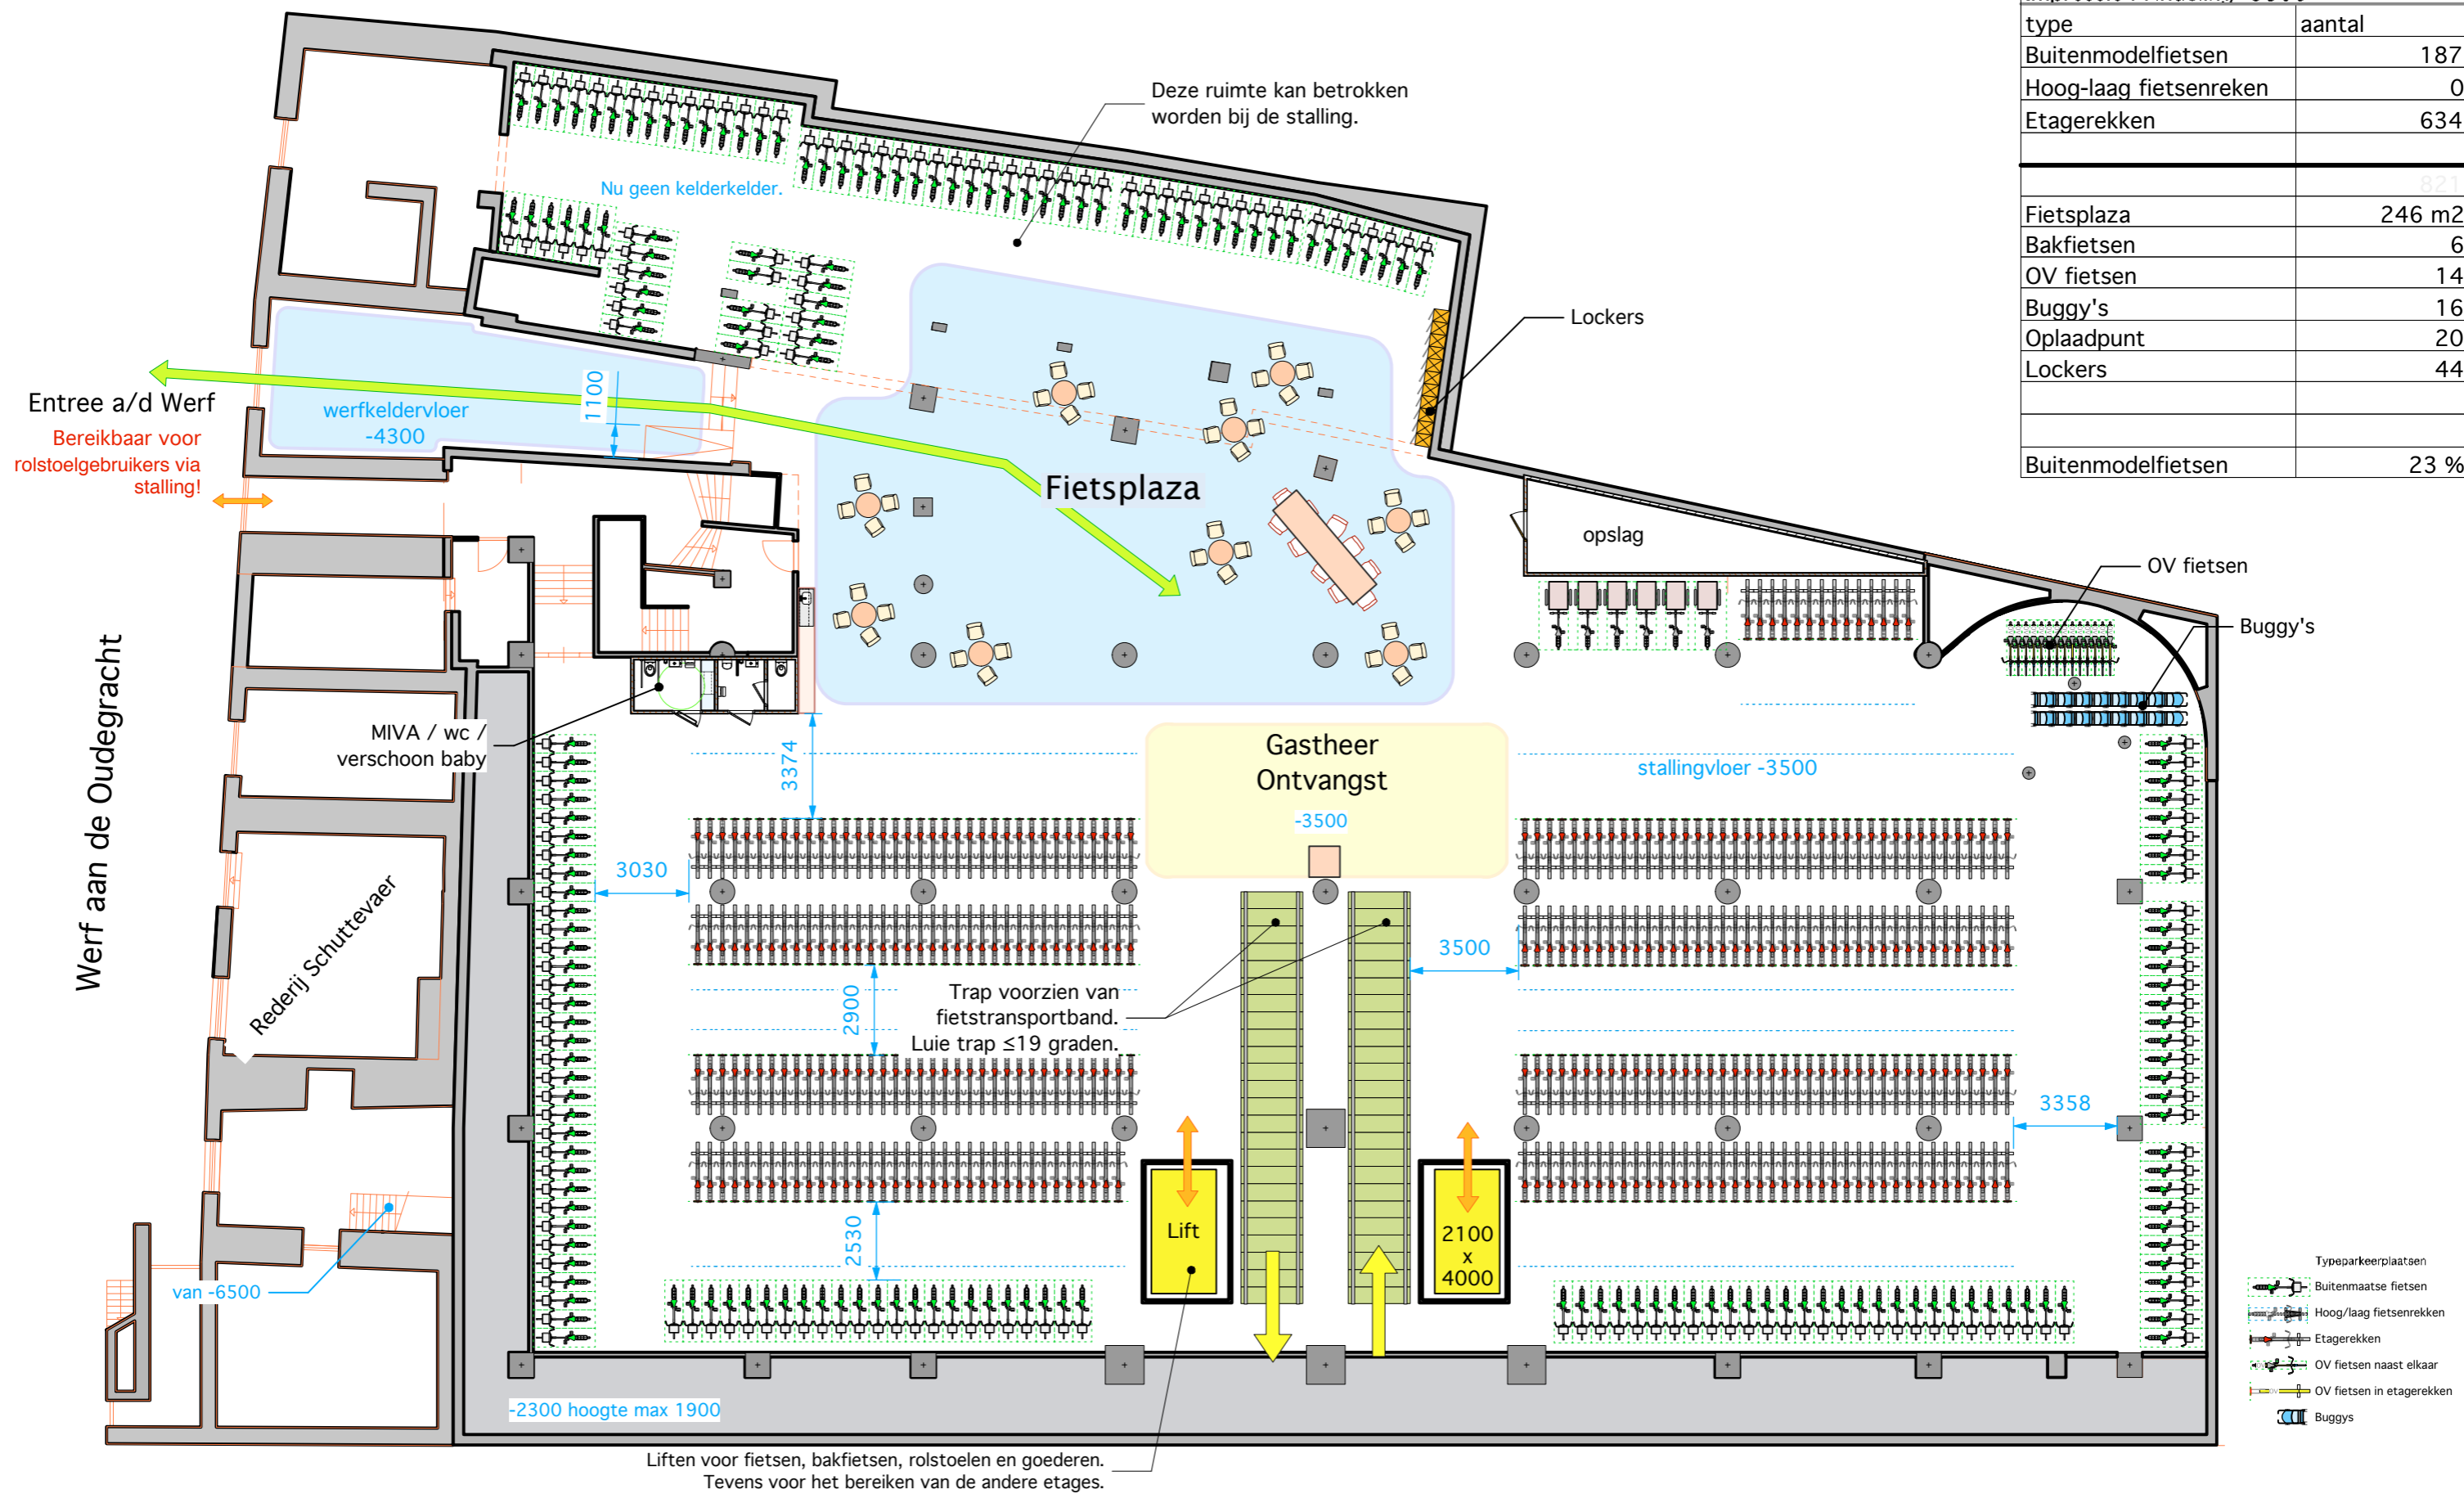 type aantal
Buitenmodelfietsen 187
Hoog-laag fietsenreken 0
Etagerekken 634
821
Fietsplaza 246 m2
Bakfietsen 6
OV fietsen 14
Buggy's 16
Oplaadpunt 20
Lockers 44
Buitenmodelfietsen 23 %
Deze ruimte kan betrokken
worden bij de stalling.
Nu geen kelderkelder.
Lockers
Entree a/d Werf
Bereikbaar voor
rolstoelgebruikers via
stalling!
werfkeldervloer
-4300
1100
Fietsplaza
opslag
OV fietsen
Buggy's
Werf aan de Oudegracht
MIVA / wc /
verschoon baby
3374
Gastheer
Ontvangst
-3500
stallingvloer -3500
3030
Rederij Schuttevaer
3500
2900
Trap voorzien van
fietstransportband.
Luie trap ≤19 graden.
3358
Lift
2100
x
4000
2530
van -6500
-2300 hoogte max 1900
Liften voor fietsen, bakfietsen, rolstoelen en goederen.
Tevens voor het bereiken van de andere etages.
Typeparkeerplaatsen
Buitenmaatse fietsen
Hoog/laag fietsenrekken
Etagerekken
OV fietsen naast elkaar
OV fietsen in etagerekken
Buggys